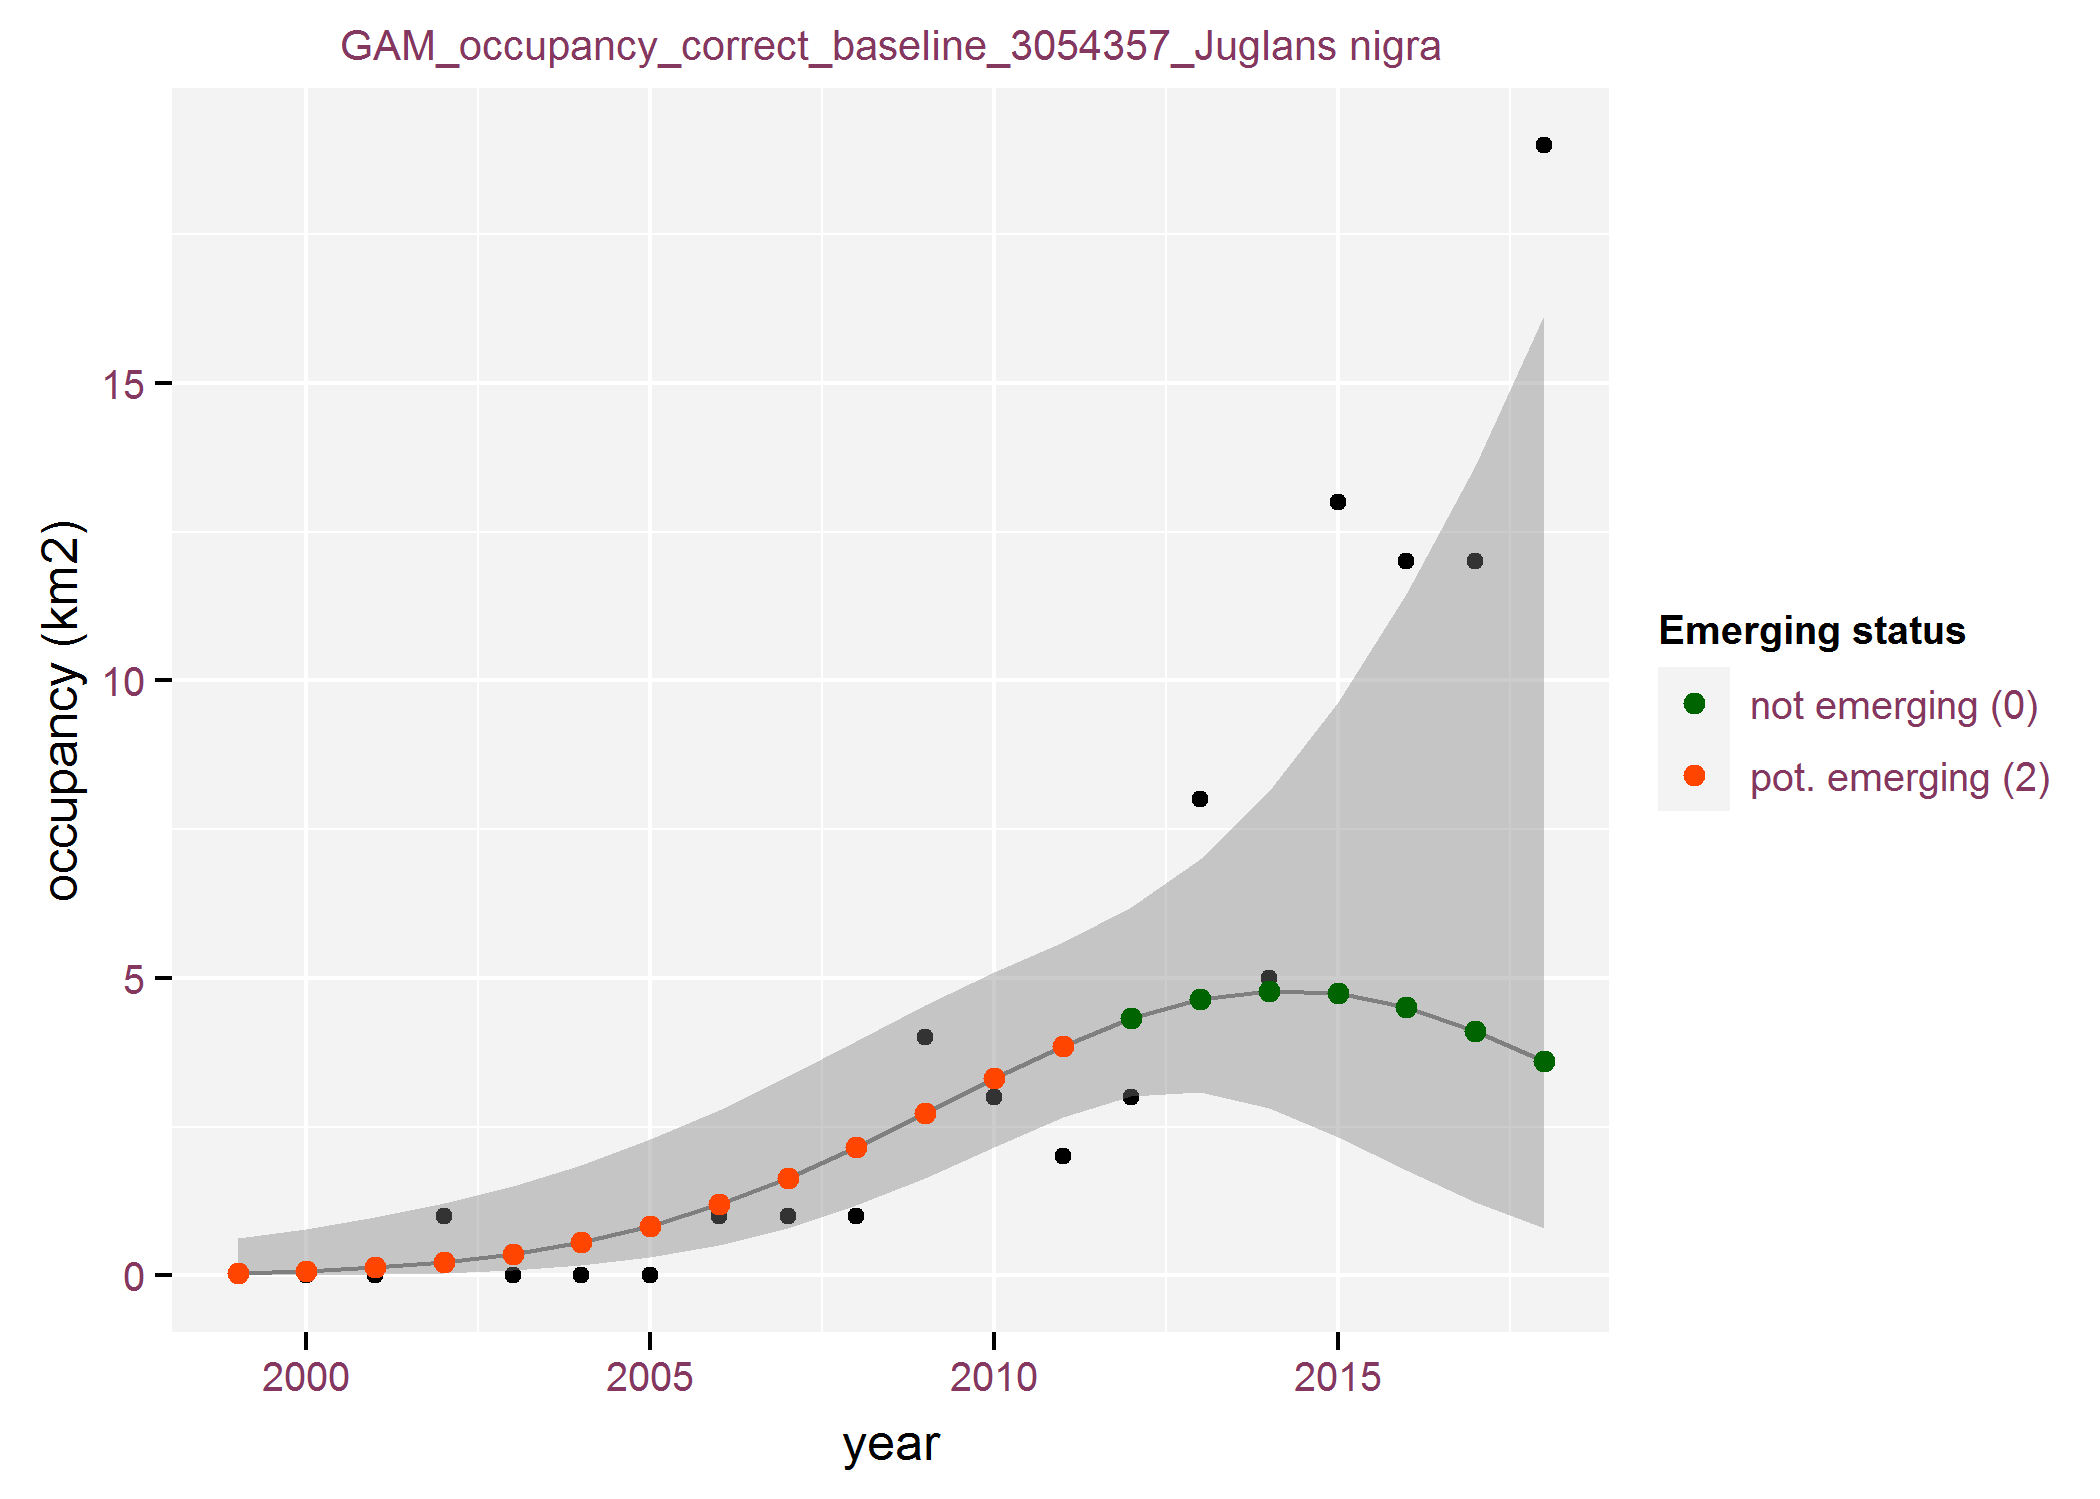 GAM_occupancy_correct_baseline_3054357_Juglans nigra
occupancy (km2)
15
10
5
0
2000 2005 2010 2015
year
Emerging status
not emerging (0)
pot. emerging (2)